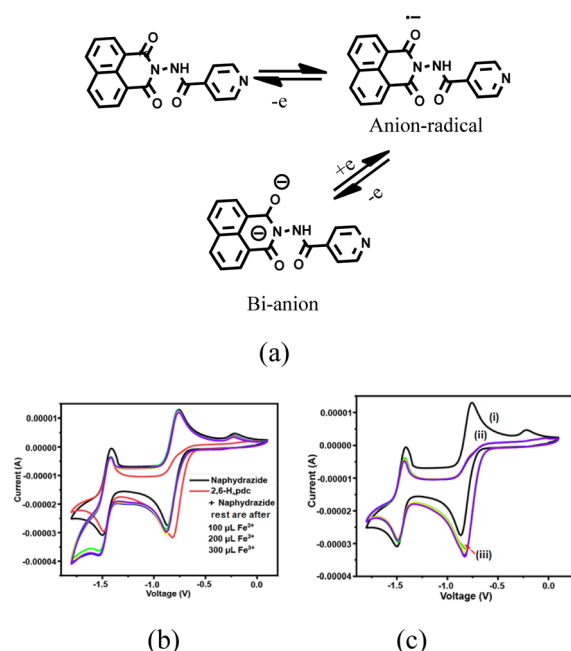 O
N-NH
N
O
O
-e
•−
O
N-NH
N
O
O
Anion-radical
+e
-e
⊖
O
⊖
N-NH
N
O
O
Bi-anion
(a)
0.00001
0.00000
-0.00001
-0.00002
-0.00003
-0.00004
Current (A)
-1.5
-1.0
-0.5
0.0
Voltage (V)
Naphydrazide
2,6-H₂pdc
+ Naphydrazide
rest are after
100 µL Fe³⁺
200 µL Fe³⁺
300 µL Fe³⁺
(b)
0.00001
0.00000
-0.00001
-0.00002
-0.00003
-0.00004
Current (A)
-1.5
-1.0
-0.5
0.0
Voltage (V)
(i)
(ii)
(iii)
(c)